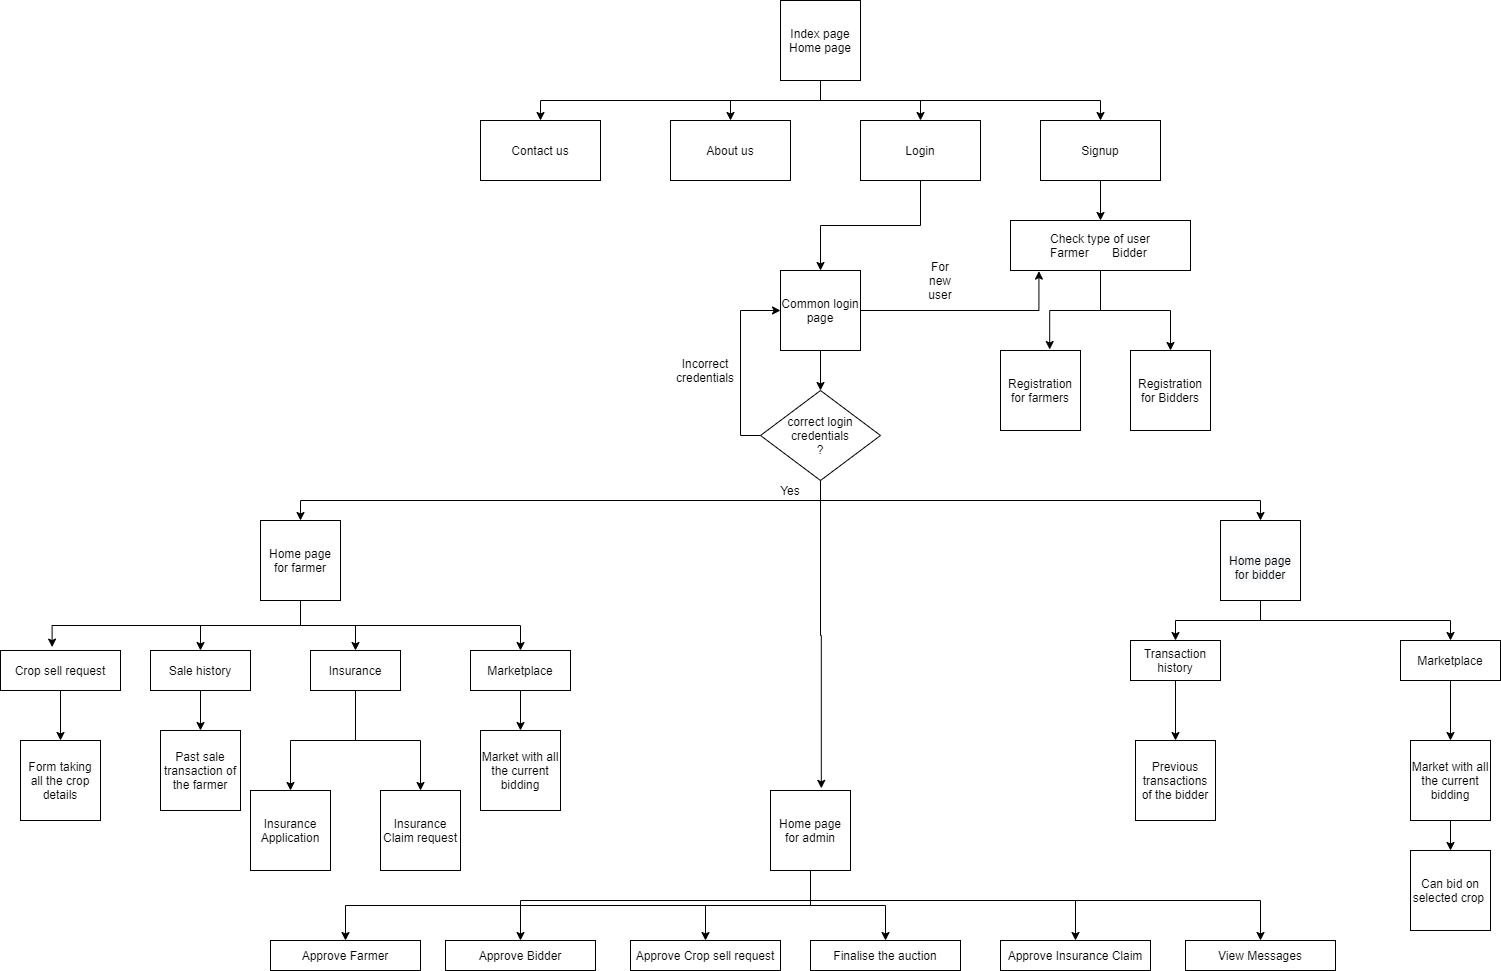 Index page
Home page
Contact us
About us
Login
Signup
Check type of user
Farmer Bidder
For
new
user
Common login
page
Incorrect
credentials
Registration
for farmers
Registration
for Bidders
correct login
credentials
?
Yes
Home page
for farmer
Home page
for bidder
Crop sell request
Sale history
Insurance
Marketplace
Transaction
history
Marketplace
Form taking
all the crop
details
Past sale
transaction of
the farmer
Insurance
Application
Insurance
Claim request
Market with all
the current
bidding
Home page
for admin
Previous
transactions
of the bidder
Market with all
the current
bidding
Can bid on
selected crop
Approve Farmer
Approve Bidder
Approve Crop sell request
Finalise the auction
Approve Insurance Claim
View Messages